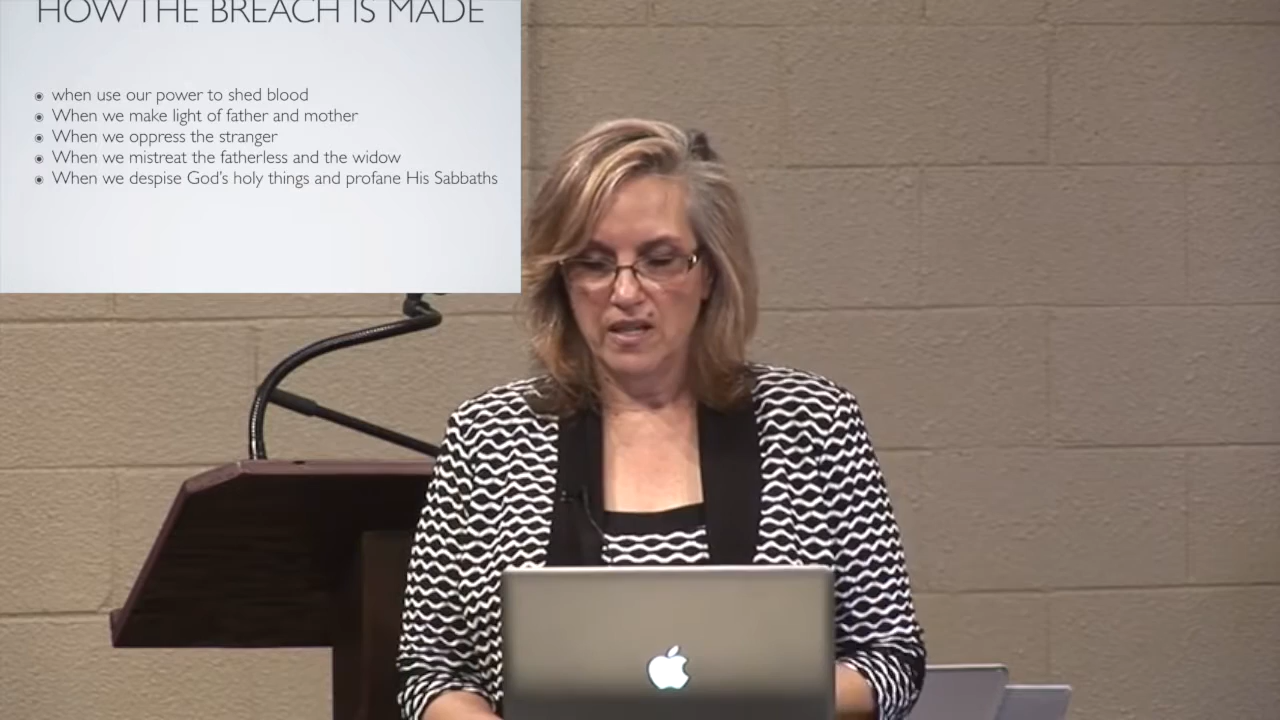 HOW THE BREACH IS MADE
when use our power to shed blood
When we make light of father and mother
When we oppress the stranger
When we mistreat the fatherless and the widow
When we despise God's holy things and profane His Sabbaths